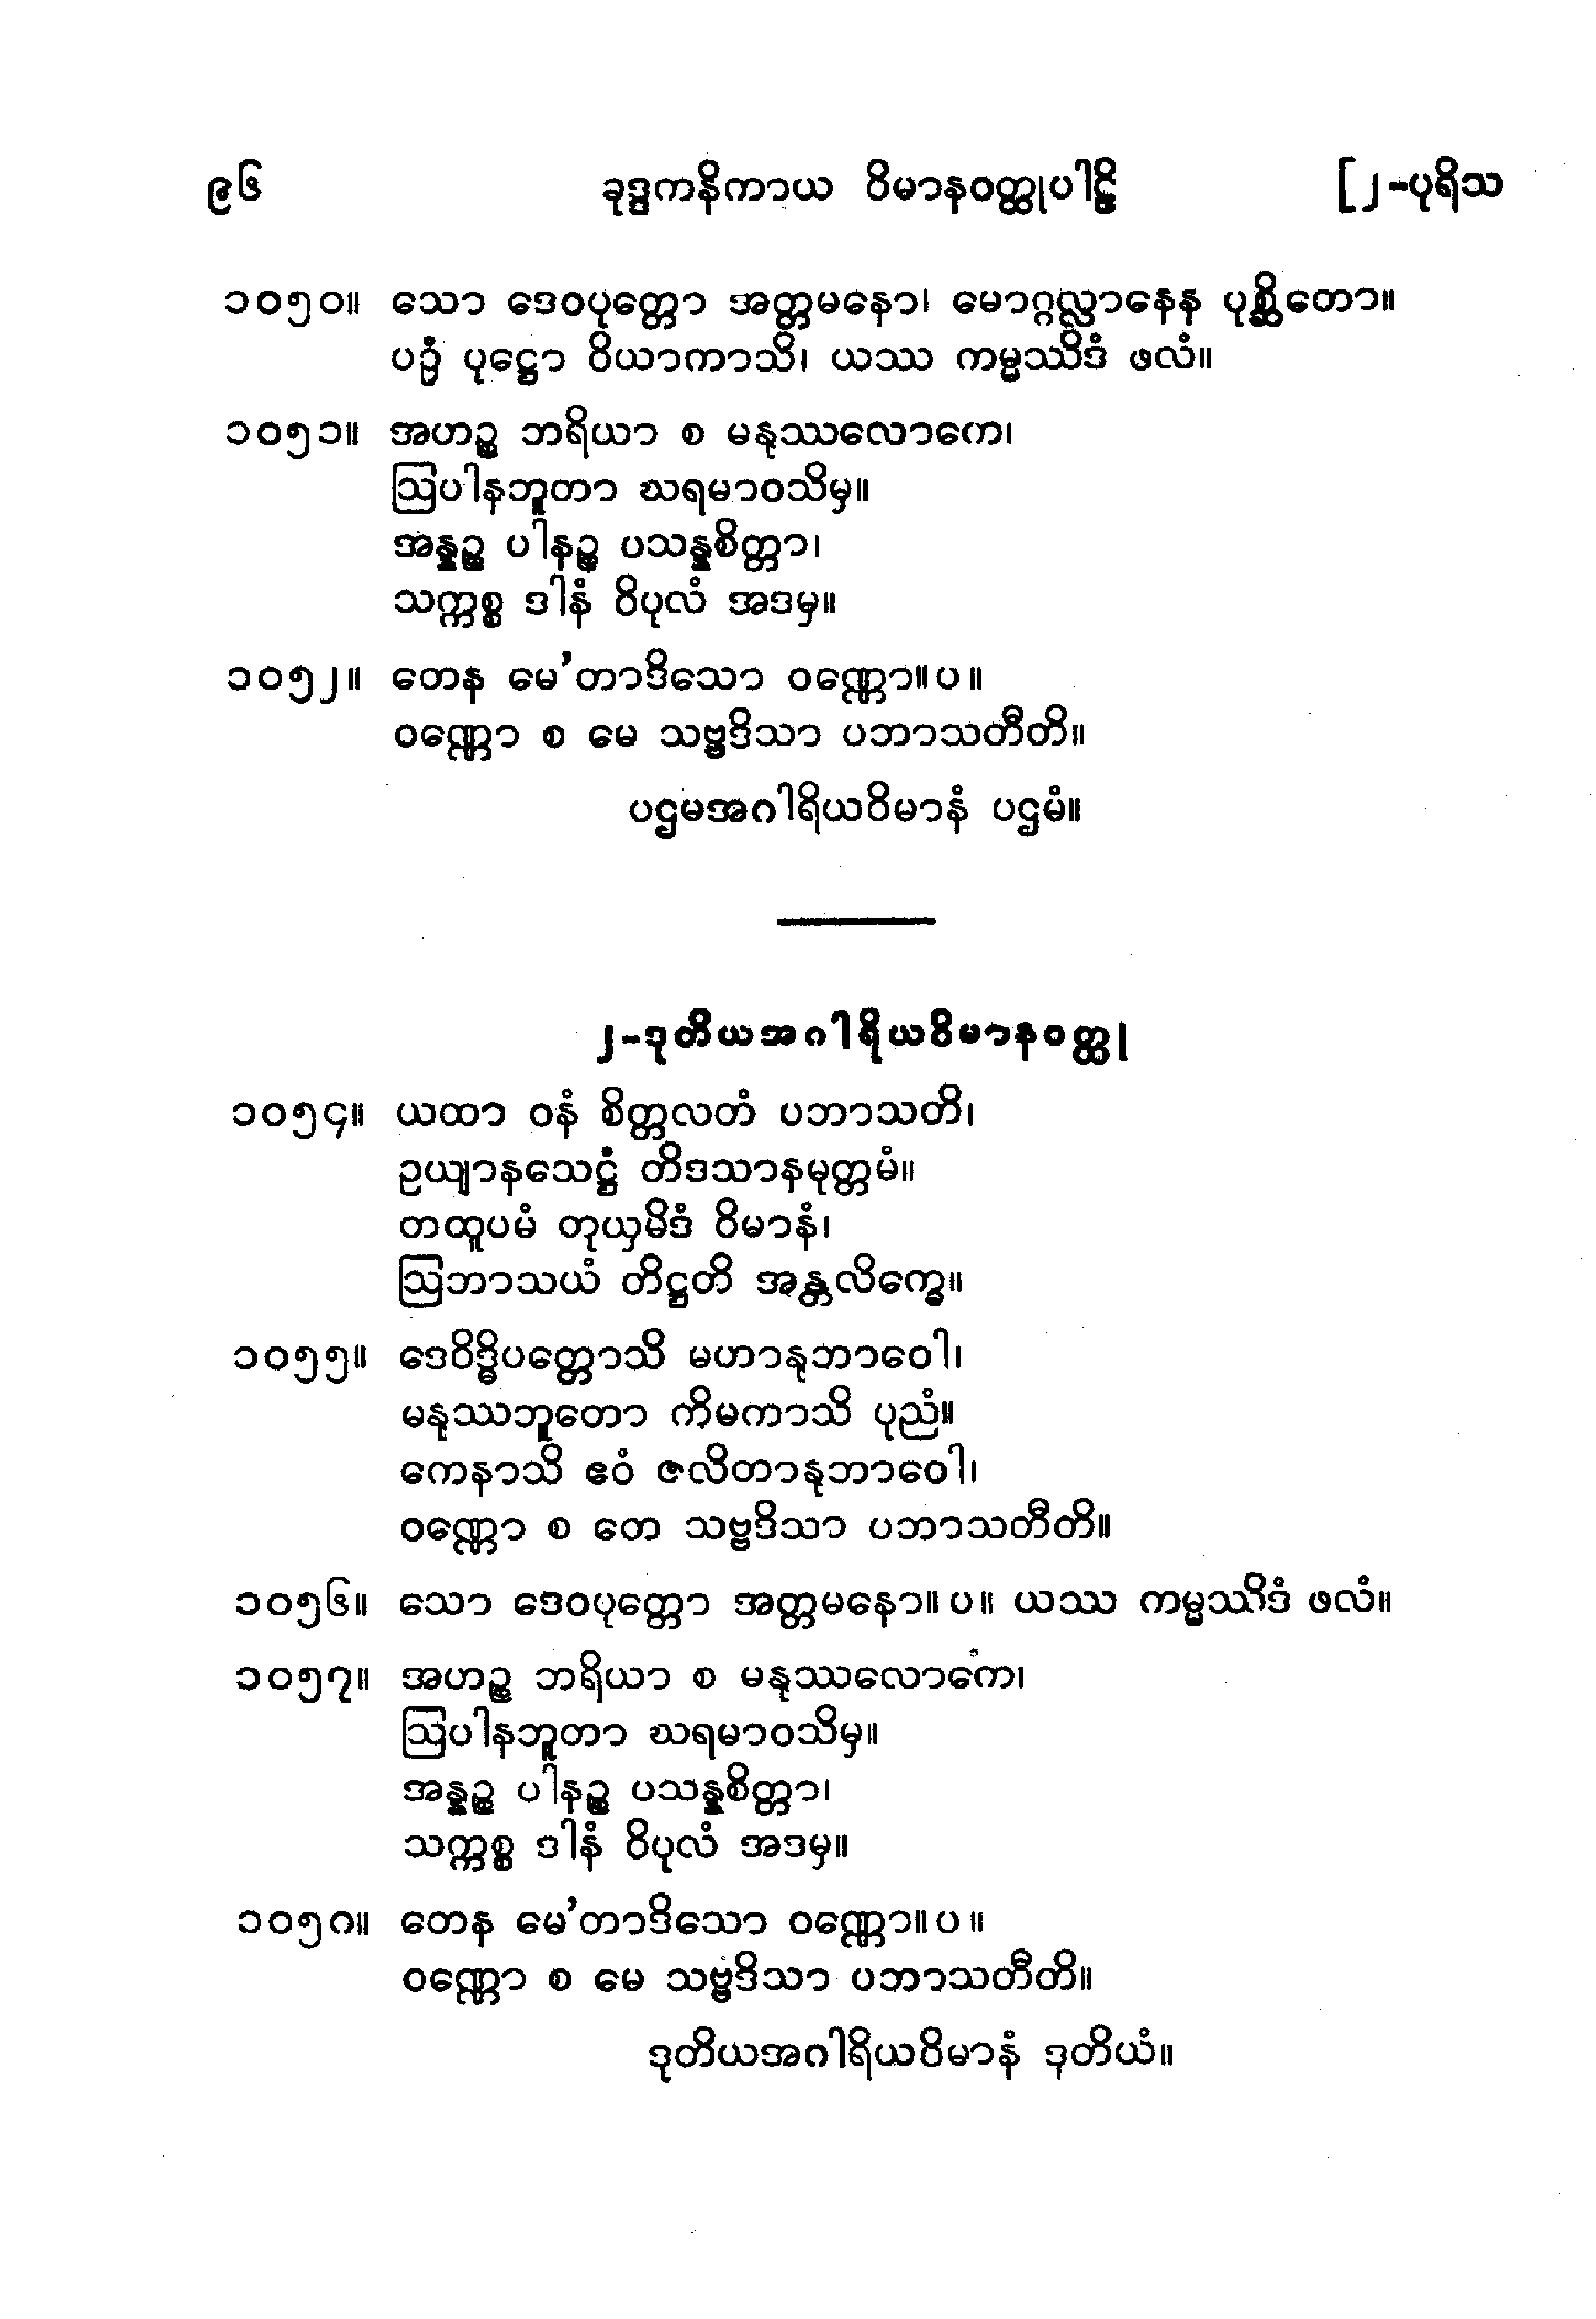 ၉၆ ခုဒ္ဒကနိကာယ ဝိမာနဝတ္ထုပါဠိ [၂-ပုရိသ
၁၀၅၀။ သော ဒေဝပုတ္တော အတ္တမနော၊ မောဂ္ဂလ္လာနေန ပုစ္ဆိတော။
ပဉှံ ပုဋ္ဌော ဝိယာကာသိ၊ ယဿ ကမ္မဿိဒံ ဖလံ။
၁၀၅၁။ အဟဉ္စ ဘရိယာ စ မနုဿလောကေ၊
ဩပါနဘူတာ ဃရမာဝသိမှ။
အန္နဉ္စ ပါနဉ္စ ပသန္နစိတ္တာ၊
သက္ကစ္စ ဒါနံ ဝိပုလံ အဒမှ။
၁၀၅၂။ တေန မေ’တာဒိသော ဝဏ္ဏော။ပ။
ဝဏ္ဏော စ မေ သဗ္ဗဒိသာ ပဘာသတီတိ။
ပဌမအဂါရိယဝိမာနံ ပဌမံ။
၂-ဒုတိယအဂါရိယဝိမာနဝတ္ထု
၁၀၅၄။ ယထာ ဝနံ စိတ္တလတံ ပဘာသတိ၊
ဥယျာနသေဋ္ဌံ တိဒသာနမုတ္တမံ။
တထူပမံ တုယှမိဒံ ဝိမာနံ၊
ဩဘာသယံ တိဋ္ဌတိ အန္တလိက္ခေ။
၁၀၅၅။ ဒေဝိဒ္ဓိပတ္တောသိ မဟာနုဘာဝေါ၊
မနုဿဘူတော ကိမကာသိ ပုညံ။
ကေနာသိ ဧဝံ ဇလိတာနုဘာဝေါ၊
ဝဏ္ဏော စ တေ သဗ္ဗဒိသာ ပဘာသတီတိ။
၁၀၅၆။ သော ဒေဝပုတ္တော အတ္တမနော။ပ။ ယဿ ကမ္မဿိဒံ ဖလံ။
၁၀၅၇။ အဟဉ္စ ဘရိယာ စ မနုဿလောကေ၊
ဩပါနဘူတာ ဃရမာဝသိမှ။
အန္နဉ္စ ပါနဉ္စ ပသန္နစိတ္တာ၊
သက္ကစ္စ ဒါနံ ဝိပုလံ အဒမှ။
၁၀၅၈။ တေန မေ’တာဒိသော ဝဏ္ဏော။ပ။
ဝဏ္ဏော စ မေ သဗ္ဗဒိသာ ပဘာသတီတိ။
ဒုတိယအဂါရိယဝိမာနံ ဒုတိယံ။